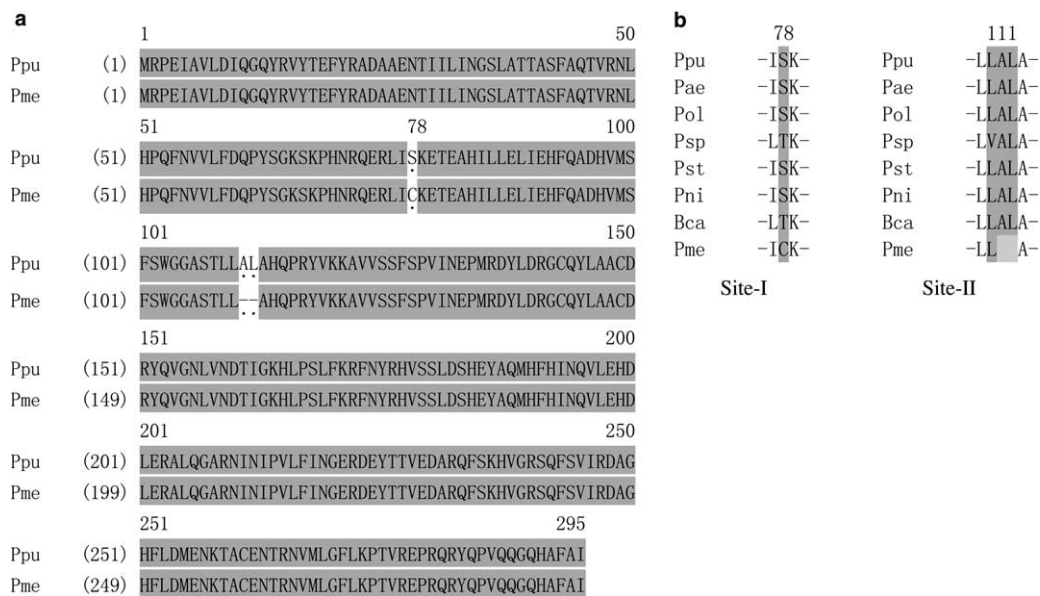 a
1 50
Ppu (1) MRPEIAVLDIQGQYRVYTEFYRADAAENTIILINGSLATTASFAQTVRNL
Pme (1) MRPEIAVLDIQGQYRVYTEFYRADAAENTIILINGSLATTASFAQTVRNL
51 78 100
Ppu (51) HPQFNVVLFDQPYSGKSKPHNRQERLISKETEAHILLELIEHFQADHVMS
Pme (51) HPQFNVVLFDQPYSGKSKPHNRQERLICKETEAHILLELIEHFQADHVMS
101 150
Ppu (101) FSWGGASTLLALAHQPRYVKKAVVSSFSPVINEPMRDYLDRGCQYLAACD
Pme (101) FSWGGASTLL--AHQPRYVKKAVVSSFSPVINEPMRDYLDRGCQYLAACD
151 200
Ppu (151) RYQVGNLVNDTIGKHLPSLFKRFNYRHVSSLDSHEYAQMHFHINQVLEHD
Pme (149) RYQVGNLVNDTIGKHLPSLFKRFNYRHVSSLDSHEYAQMHFHINQVLEHD
201 250
Ppu (201) LERALQGARNINIPVLFINGERDEYTTVEDARQFSKHVGRSQFSVIRDAG
Pme (199) LERALQGARNINIPVLFINGERDEYTTVEDARQFSKHVGRSQFSVIRDAG
251 295
Ppu (251) HFLDMENKTACENTRNVMLGFLKPTVREPRQRYQPVQQGQHAFAI
Pme (249) HFLDMENKTACENTRNVMLGFLKPTVREPRQRYQPVQQGQHAFAI
b
78
Ppu -ISK-
Pae -ISK-
Pol -ISK-
Psp -LTK-
Pst -ISK-
Pni -ISK-
Bca -LTK-
Pme -ICK-
Site-I
111
Ppu -LLALA-
Pae -LLALA-
Pol -LLALA-
Psp -LVALA-
Pst -LLALA-
Pni -LLALA-
Bca -LLALA-
Pme -LL A-
Site-II